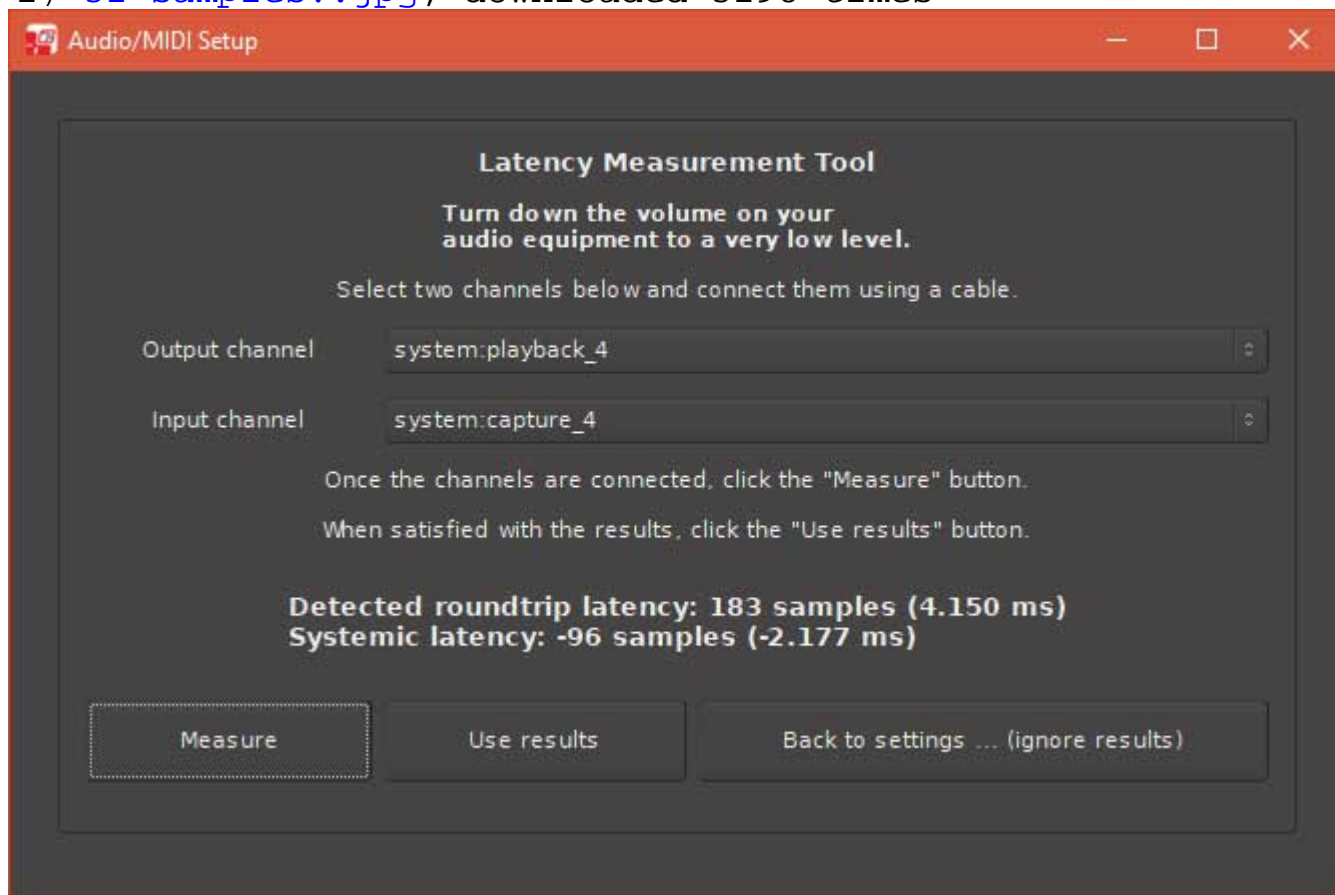 Audio/MIDI Setup
Latency Measurement Tool
Turn down the volume on your
audio equipment to a very low level.
Select two channels below and connect them using a cable.
Output channel system:playback_4
Input channel system:capture_4
Once the channels are connected, click the "Measure" button.
When satisfied with the results, click the "Use results" button.
Detected roundtrip latency: 183 samples (4.150 ms)
Systemic latency: -96 samples (-2.177 ms)
Measure Use results Back to settings ... (ignore results)